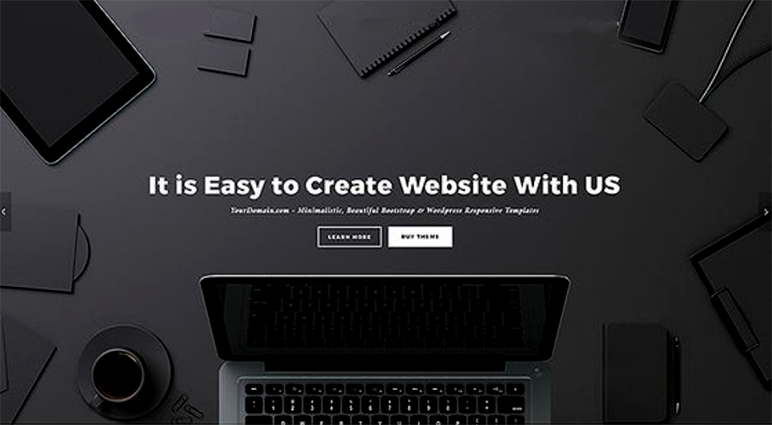 It is Easy to Create Website With US
YourDomain.com - Minimalistic, Beautiful Bootstrap & Wordpress Responsive Templates
LEARN MORE
BUY THEME